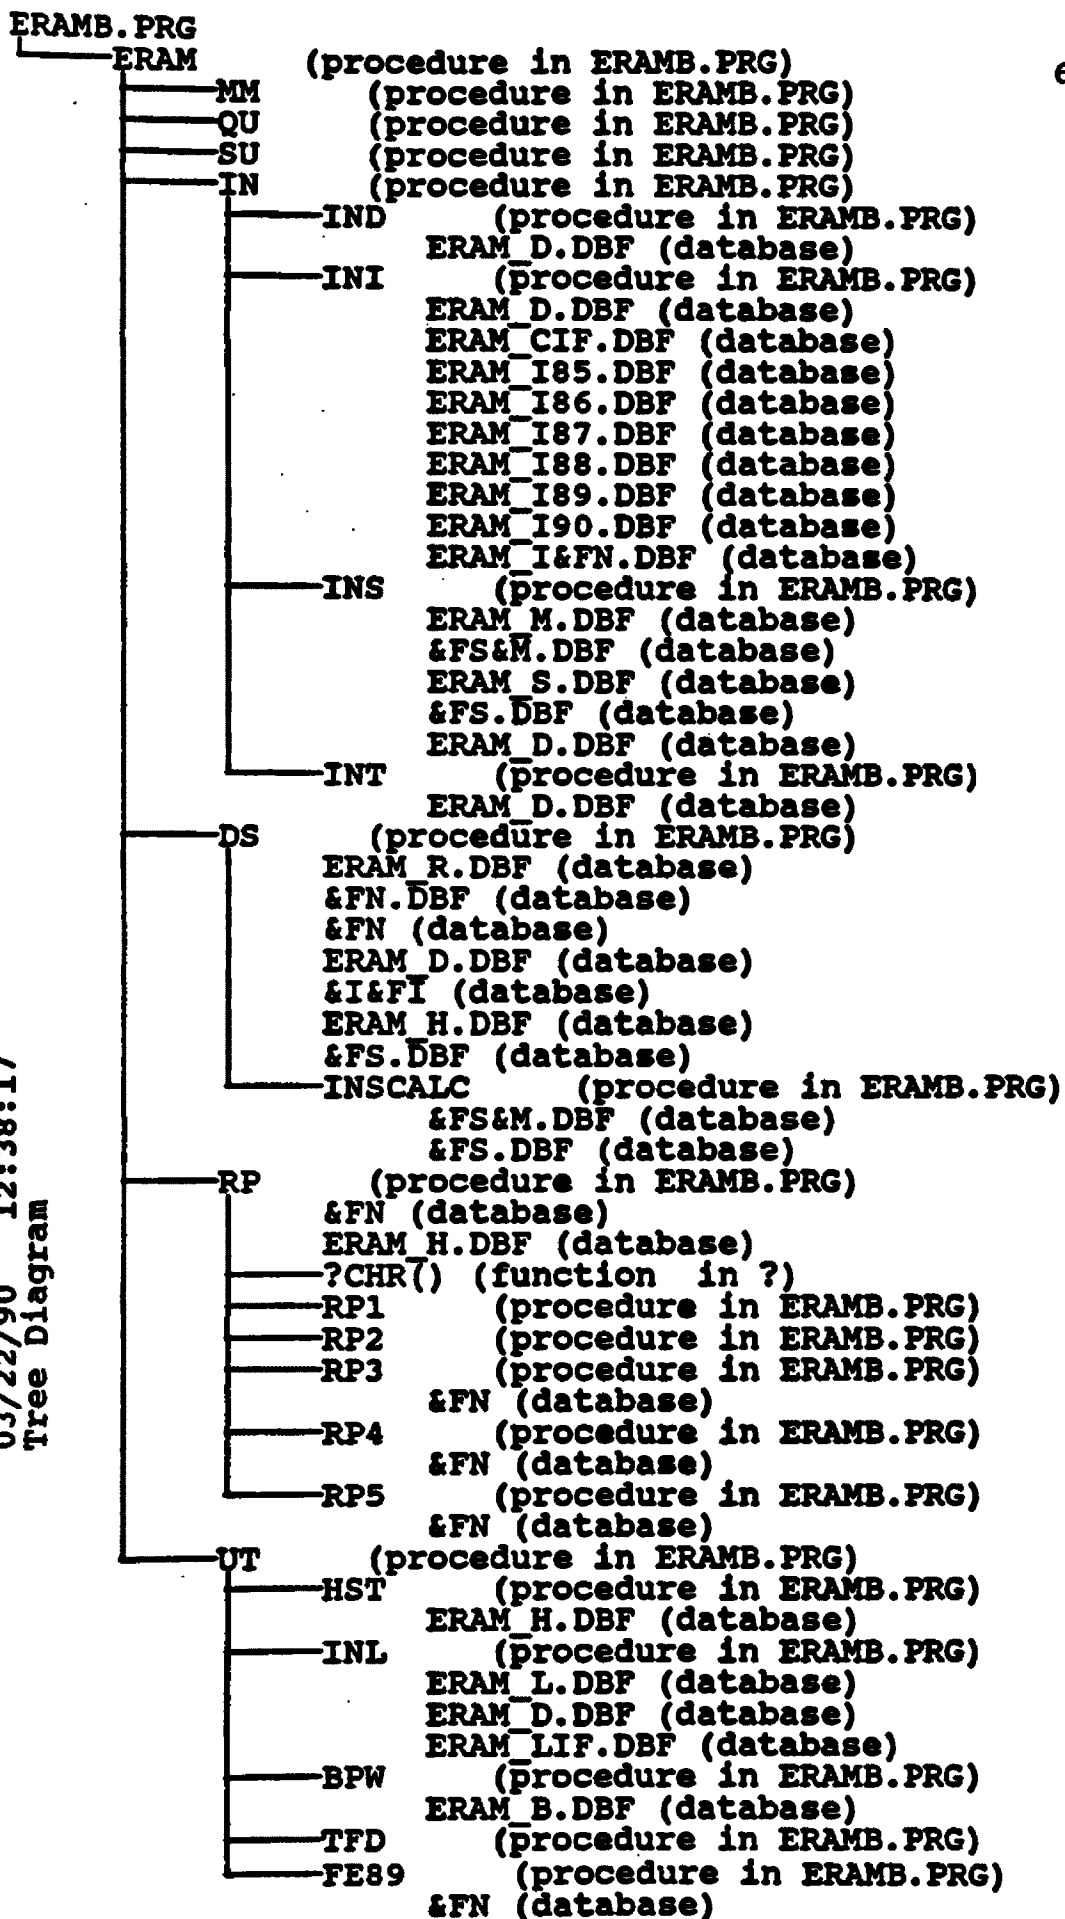 ERAMB.PRG
ERAM (procedure in ERAMB.PRG)
6
MM (procedure in ERAMB.PRG)
QU (procedure in ERAMB.PRG)
SU (procedure in ERAMB.PRG)
IN (procedure in ERAMB.PRG)
IND (procedure in ERAMB.PRG)
ERAM_D.DBF (database)
INI (procedure in ERAMB.PRG)
ERAM_D.DBF (database)
ERAM_CIF.DBF (database)
ERAM_I85.DBF (database)
ERAM_I86.DBF (database)
ERAM_I87.DBF (database)
ERAM_I88.DBF (database)
ERAM_I89.DBF (database)
ERAM_I90.DBF (database)
ERAM_I&FN.DBF (database)
INS (procedure in ERAMB.PRG)
ERAM_M.DBF (database)
&FS&M.DBF (database)
ERAM_S.DBF (database)
&FS.DBF (database)
ERAM_D.DBF (database)
INT (procedure in ERAMB.PRG)
ERAM_D.DBF (database)
DS (procedure in ERAMB.PRG)
ERAM_R.DBF (database)
&FN.DBF (database)
&FN (database)
ERAM_D.DBF (database)
&I&FI (database)
ERAM_H.DBF (database)
&FS.DBF (database)
INSCALC (procedure in ERAMB.PRG)
&FS&M.DBF (database)
&FS.DBF (database)
RP (procedure in ERAMB.PRG)
&FN (database)
ERAM_H.DBF (database)
?CHR() (function in ?)
RP1 (procedure in ERAMB.PRG)
RP2 (procedure in ERAMB.PRG)
RP3 (procedure in ERAMB.PRG)
&FN (database)
RP4 (procedure in ERAMB.PRG)
&FN (database)
RP5 (procedure in ERAMB.PRG)
&FN (database)
UT (procedure in ERAMB.PRG)
HST (procedure in ERAMB.PRG)
ERAM_H.DBF (database)
INL (procedure in ERAMB.PRG)
ERAM_L.DBF (database)
ERAM_D.DBF (database)
ERAM_LIF.DBF (database)
BPW (procedure in ERAMB.PRG)
ERAM_B.DBF (database)
TFD (procedure in ERAMB.PRG)
FE89 (procedure in ERAMB.PRG)
&FN (database)
03/22/90 12:38:17
Tree Diagram